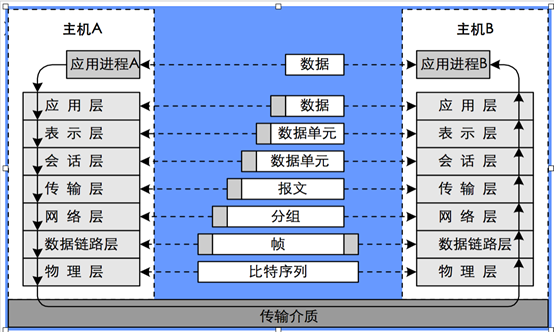 主机A
主机B
应用进程A
数据
应用进程B
应用层
数据
应用层
表示层
数据单元
表示层
会话层
数据单元
会话层
传输层
报文
传输层
网络层
分组
网络层
数据链路层
帧
数据链路层
物理层
比特序列
物理层
传输介质